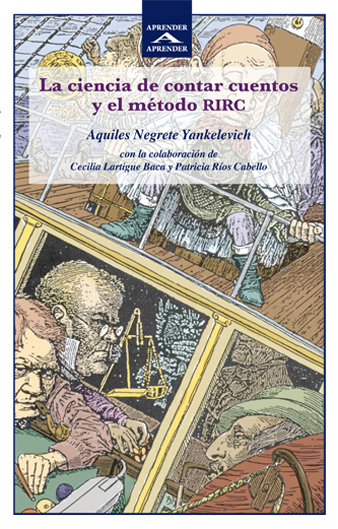 APRENDER
APRENDER
La ciencia de contar cuentos
y el método RIRC
Aquiles Negrete Yankelevich
con la colaboración de
Cecilia Lartigue Baca y Patricia Ríos Cabello